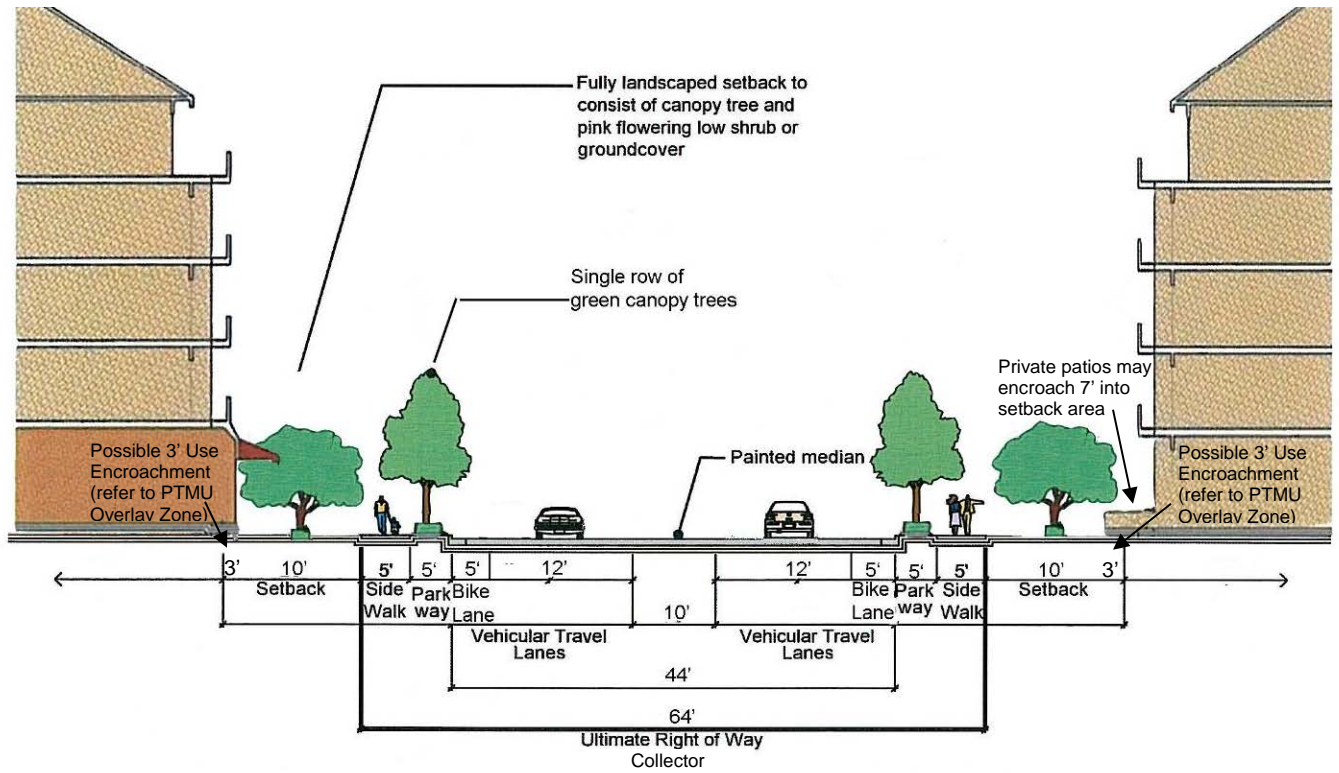 Fully landscaped setback to
consist of canopy tree and
pink flowering low shrub or
groundcover
Single row of
green canopy trees
Private patios may
encroach 7' into
setback area
Possible 3' Use
Encroachment
(refer to PTMU
Overlay Zone)
Painted median
Possible 3' Use
Encroachment
(refer to PTMU
Overlay Zone)
3' 10' 5' 5' 5' 12' 12' 5' 5' 5' 10' 3'
Setback Side Walk Park way Bike Lane 10' Bike Lane Park way Side Walk Setback
Vehicular Travel
Lanes
Vehicular Travel
Lanes
44'
64'
Ultimate Right of Way
Collector